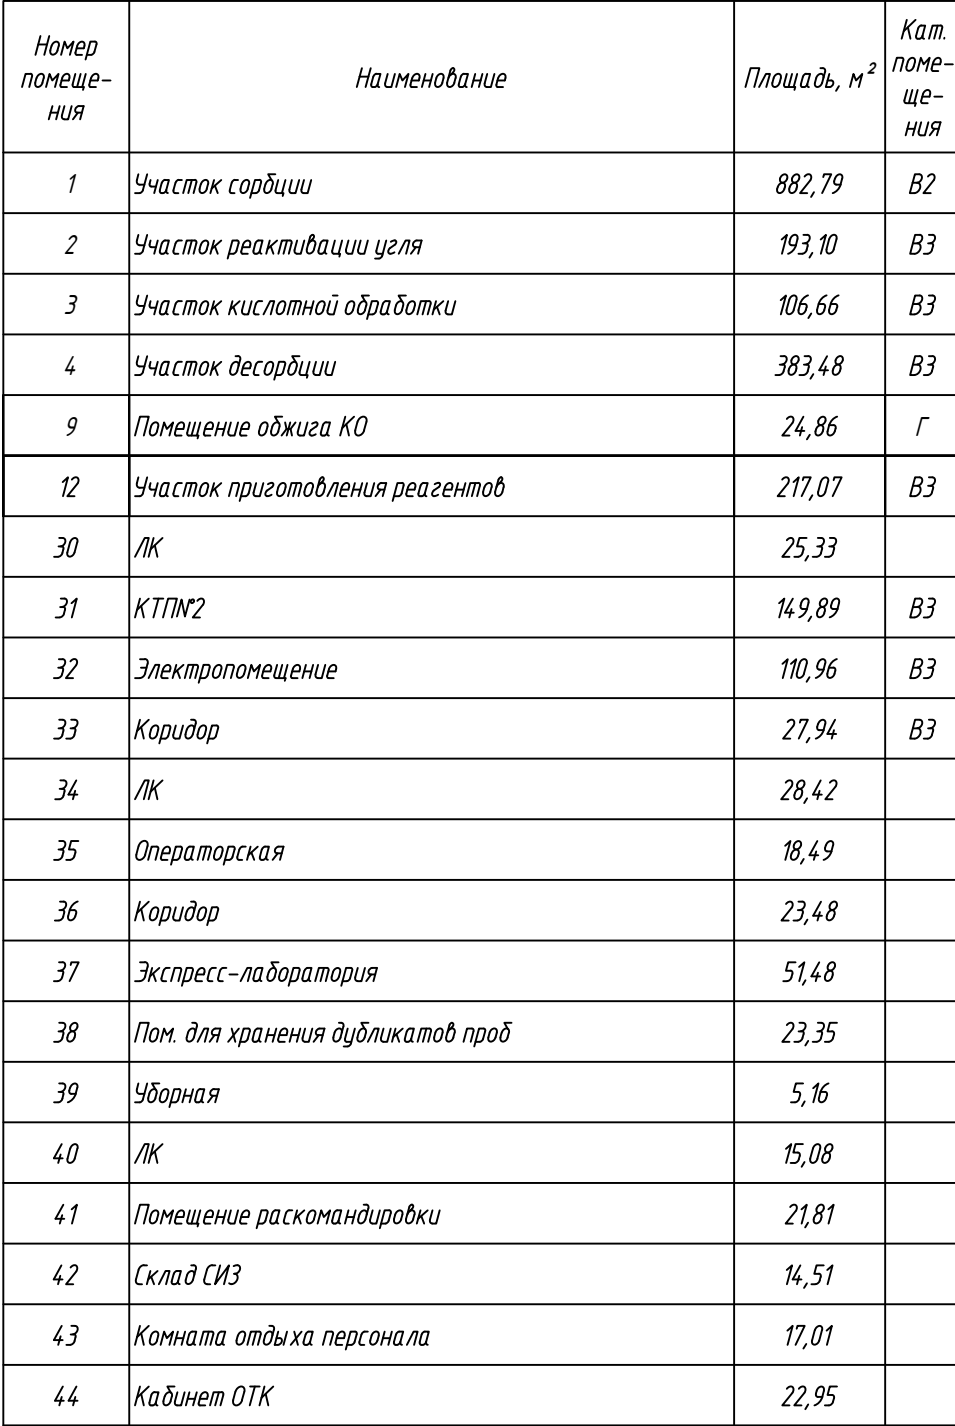 Номер помеще- ния Наименование Площадь, м² Кат. поме- ще- ния
1 Участок сорбции 882,79 В2
2 Участок реактивации угля 193,10 В3
3 Участок кислотной обработки 106,66 В3
4 Участок десорбции 383,48 В3
9 Помещение обжига КО 24,86 Г
12 Участок приготовления реагентов 217,07 В3
30 ЛК 25,33
31 КТП№2 149,89 В3
32 Электропомещение 110,96 В3
33 Коридор 27,94 В3
34 ЛК 28,42
35 Операторская 18,49
36 Коридор 23,48
37 Экспресс-лаборатория 51,48
38 Пом. для хранения дубликатов проб 23,35
39 Уборная 5,16
40 ЛК 15,08
41 Помещение раскомандировки 21,81
42 Склад СИЗ 14,51
43 Комната отдыха персонала 17,01
44 Кабинет ОТК 22,95